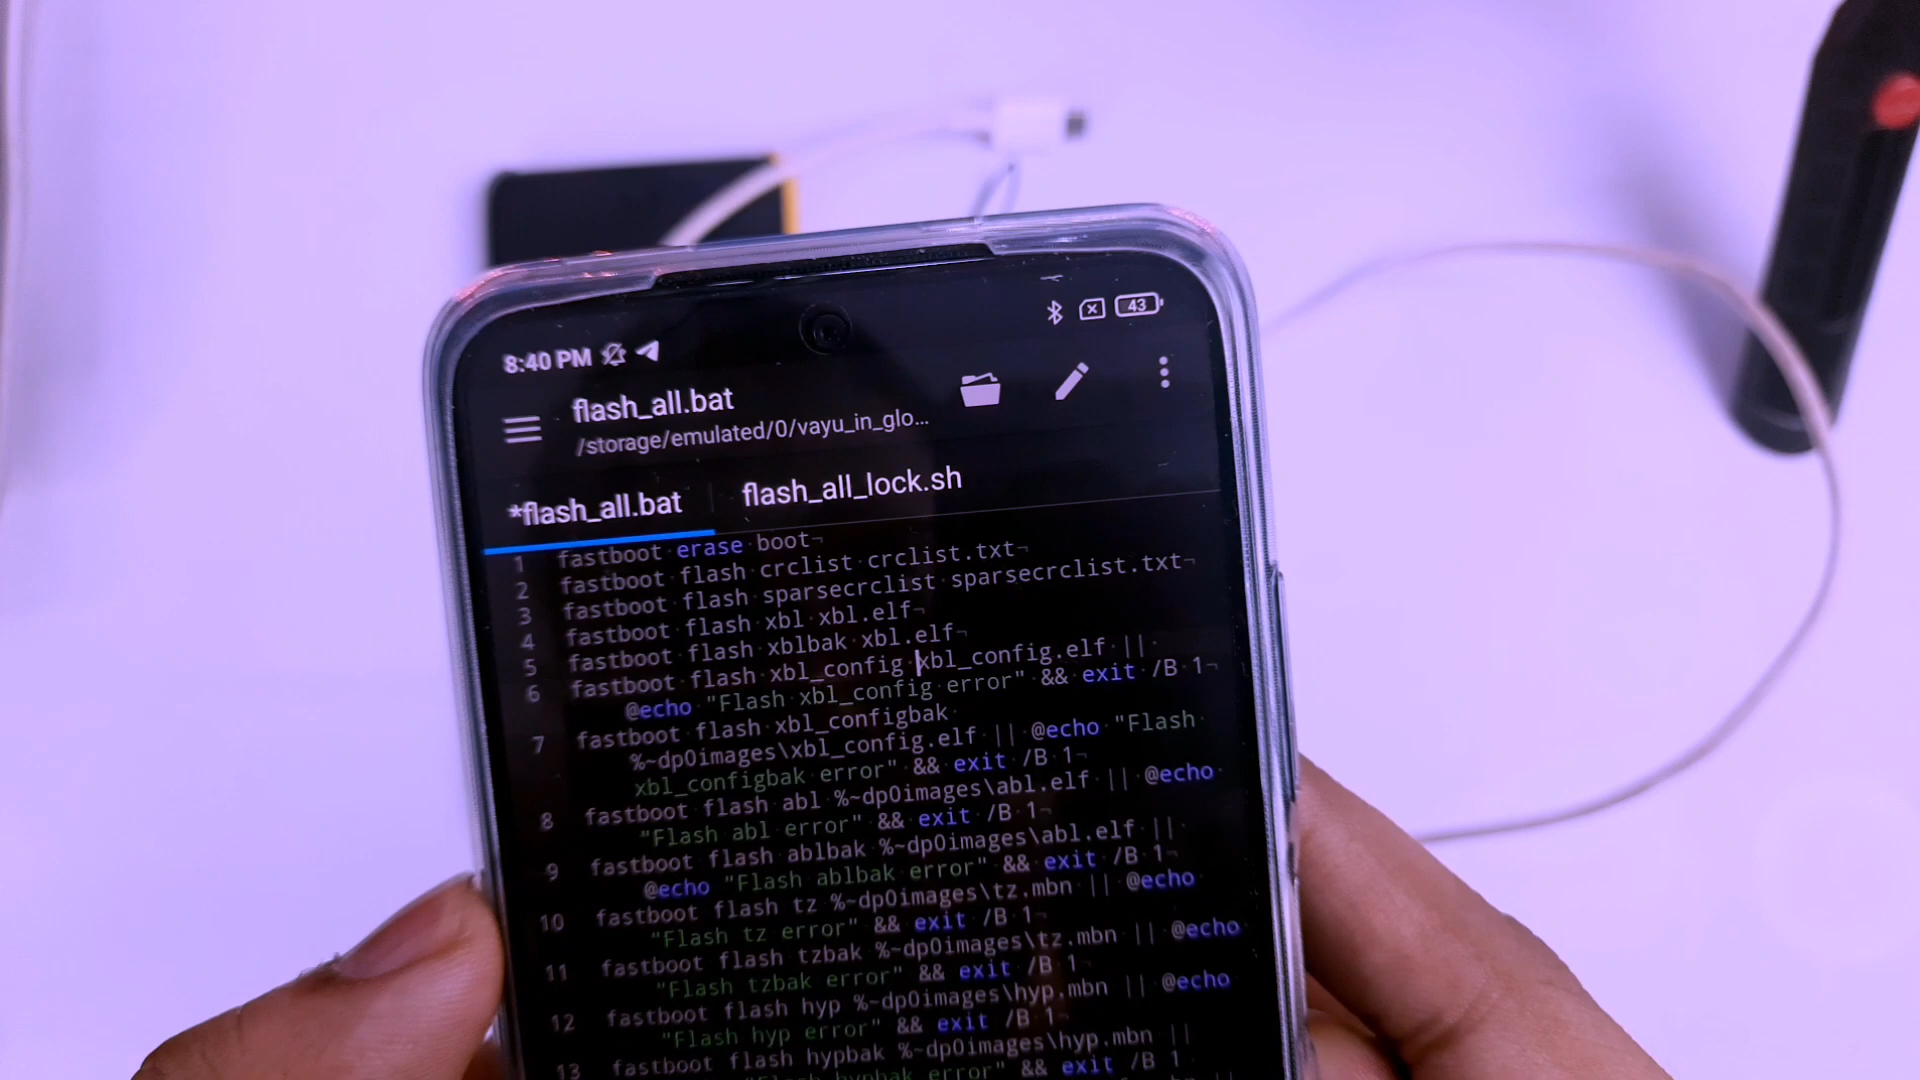 8:40 PM
43
flash_all.bat
/storage/emulated/0/vayu_in_glo...
*flash_all.bat
flash_all_lock.sh
1 fastboot erase boot
2 fastboot flash crclist crclist.txt
3 fastboot flash sparsecrclist sparsecrclist.txt
4 fastboot flash xbl xbl.elf
5 fastboot flash xblbak xbl.elf
6 fastboot flash xbl_config xbl_config.elf ||
@echo "Flash xbl_config error" && exit /B 1
7 fastboot flash xbl_configbak
%~dp0images\xbl_config.elf || @echo "Flash
xbl_configbak error" && exit /B 1
8 fastboot flash abl %~dp0images\abl.elf || @echo
"Flash abl error" && exit /B 1
9 fastboot flash ablbak %~dp0images\abl.elf ||
@echo "Flash ablbak error" && exit /B 1
10 fastboot flash tz %~dp0images\tz.mbn || @echo
"Flash tz error" && exit /B 1
11 fastboot flash tzbak %~dp0images\tz.mbn || @echo
"Flash tzbak error" && exit /B 1
12 fastboot flash hyp %~dp0images\hyp.mbn || @echo
"Flash hyp error" && exit /B 1
13 fastboot flash hypbak %~dp0images\hyp.mbn ||
"Flash hypbak error" && exit /B 1